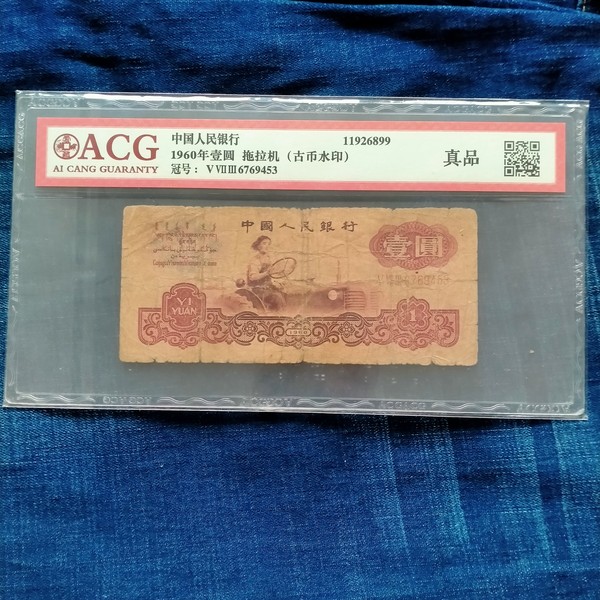 ACG
AI CANG GUARANTY
中国人民银行
11926899
1960年壹圆 拖拉机（古币水印）
冠号：ⅤⅦⅢ6769453
真品
中國人民銀行
壹圓
YI
YUAN
1960
1